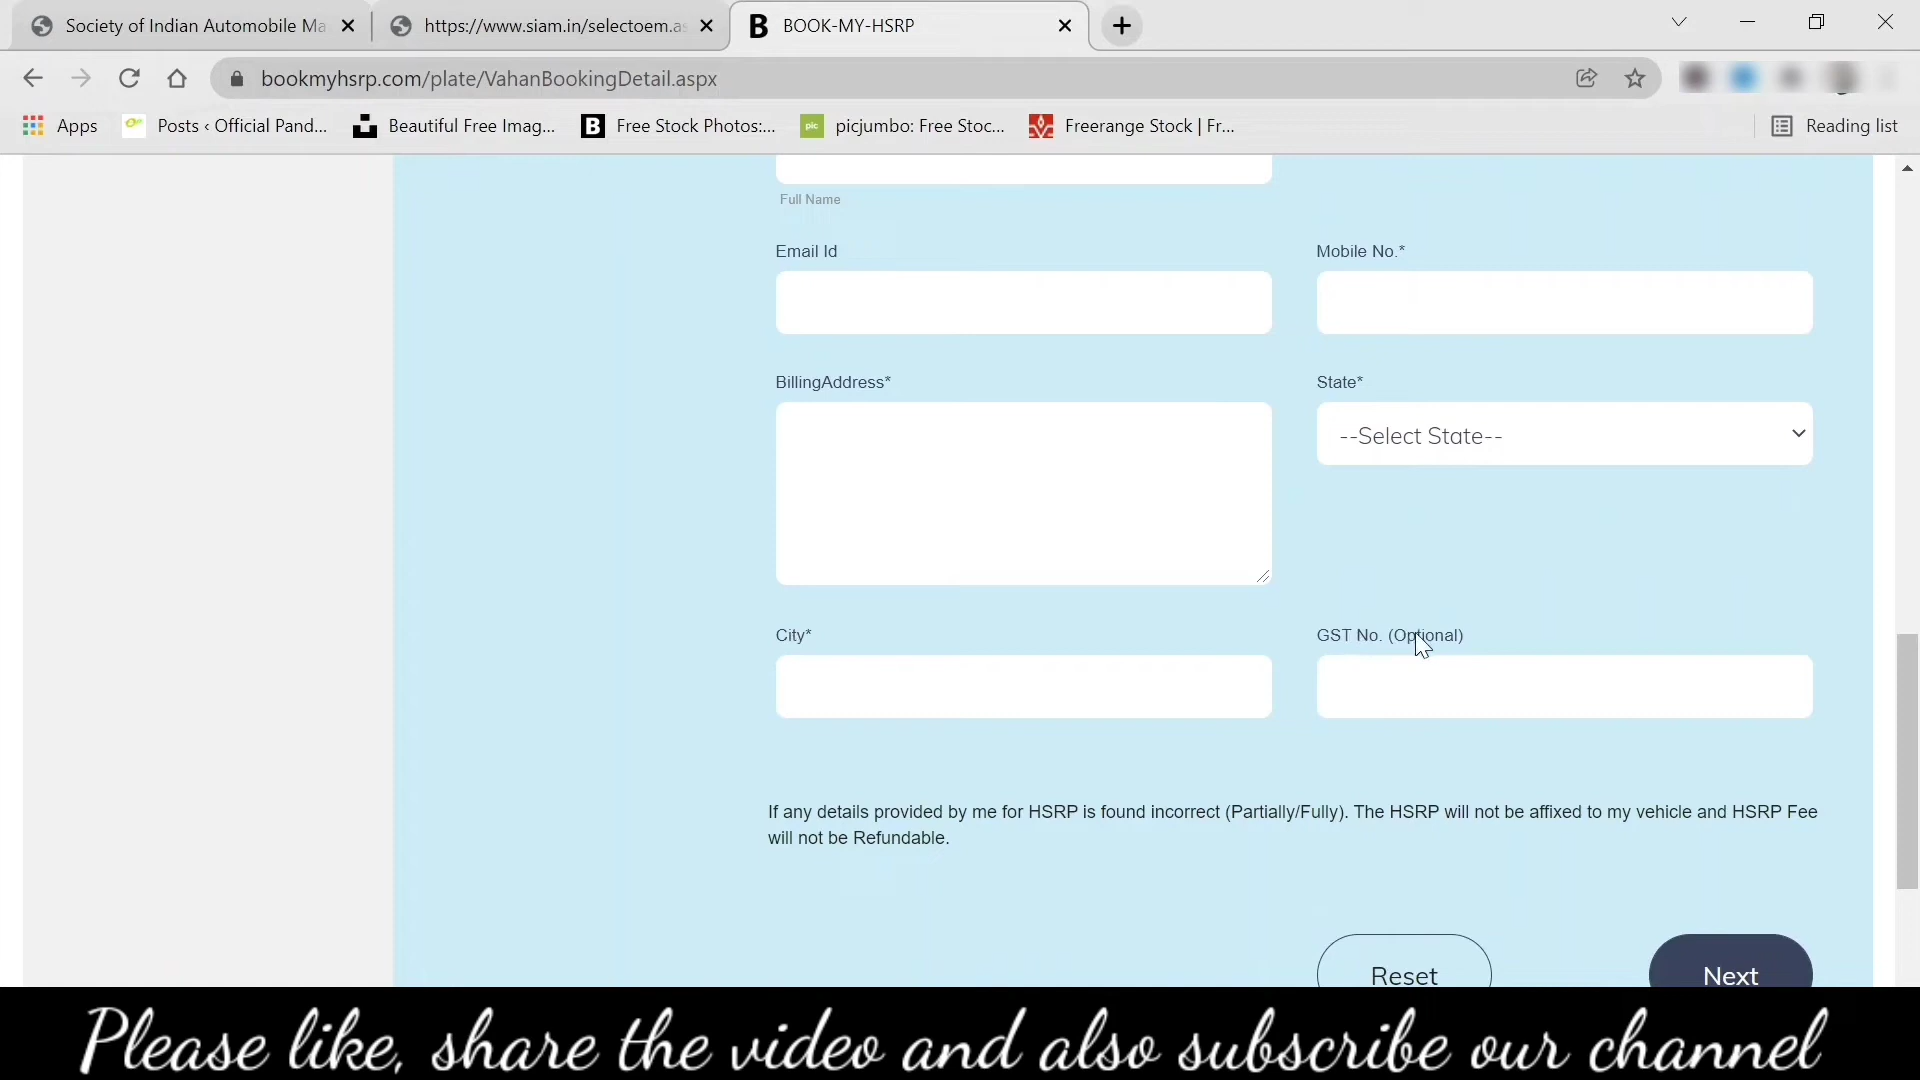 Society of Indian Automobile Ma
https://www.siam.in/selectoem.as
B BOOK-MY-HSRP
bookmyhsrp.com/plate/VahanBookingDetail.aspx
Apps
Posts ‹ Official Pand...
Beautiful Free Imag...
B Free Stock Photos:...
pic picjumbo: Free Stoc...
Freerange Stock | Fr...
Reading list
Full Name
Email Id
Mobile No.*
BillingAddress*
State*
--Select State--
City*
GST No. (Optional)
If any details provided by me for HSRP is found incorrect (Partially/Fully). The HSRP will not be affixed to my vehicle and HSRP Fee
will not be Refundable.
Reset
Next
Please like, share the video and also subscribe our channel